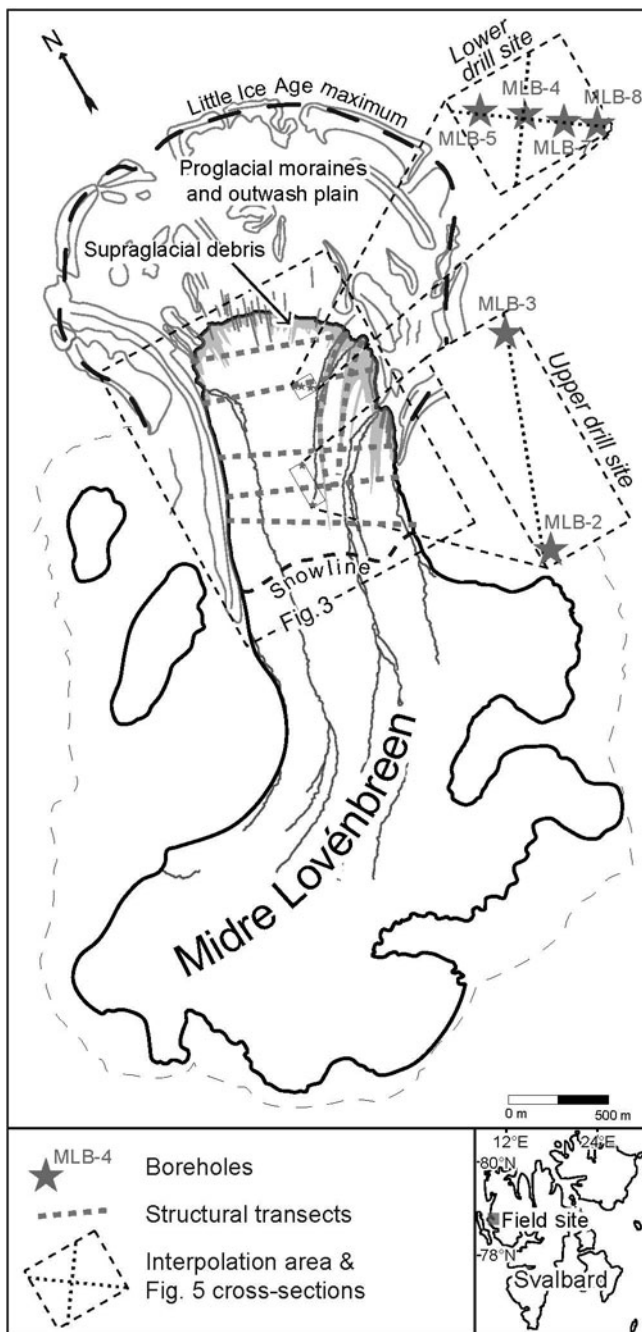 N
Little Ice Age maximum
Proglacial moraines
and outwash plain
Supraglacial debris
Lower
drill site
MLB-4
MLB-8
MLB-5
MLB-7
MLB-3
Upper drill site
MLB-2
Snowline
Fig.3
Midre Lovénbreen
0 m
500 m
MLB-4
Boreholes
Structural transects
Interpolation area &
Fig. 5 cross-sections
12°E
24°E
80°N
Field site
78°N
Svalbard